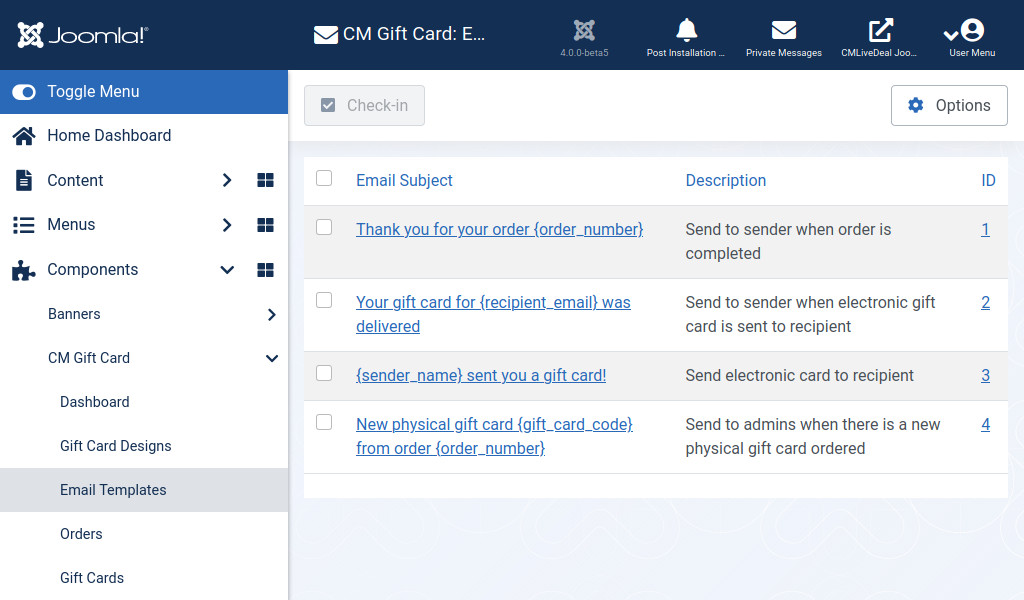 Joomla!®
CM Gift Card: E...
4.0.0-beta5
Post Installation ...
Private Messages
CMLiveDeal Joo...
User Menu
Toggle Menu
Home Dashboard
Content
Menus
Components
Banners
CM Gift Card
Dashboard
Gift Card Designs
Email Templates
Orders
Gift Cards
Check-in
Options
Email Subject
Description
ID
Thank you for your order {order_number}
Send to sender when order is
completed
1
Your gift card for {recipient_email} was
delivered
Send to sender when electronic gift
card is sent to recipient
2
{sender_name} sent you a gift card!
Send electronic card to recipient
3
New physical gift card {gift_card_code}
from order {order_number}
Send to admins when there is a new
physical gift card ordered
4